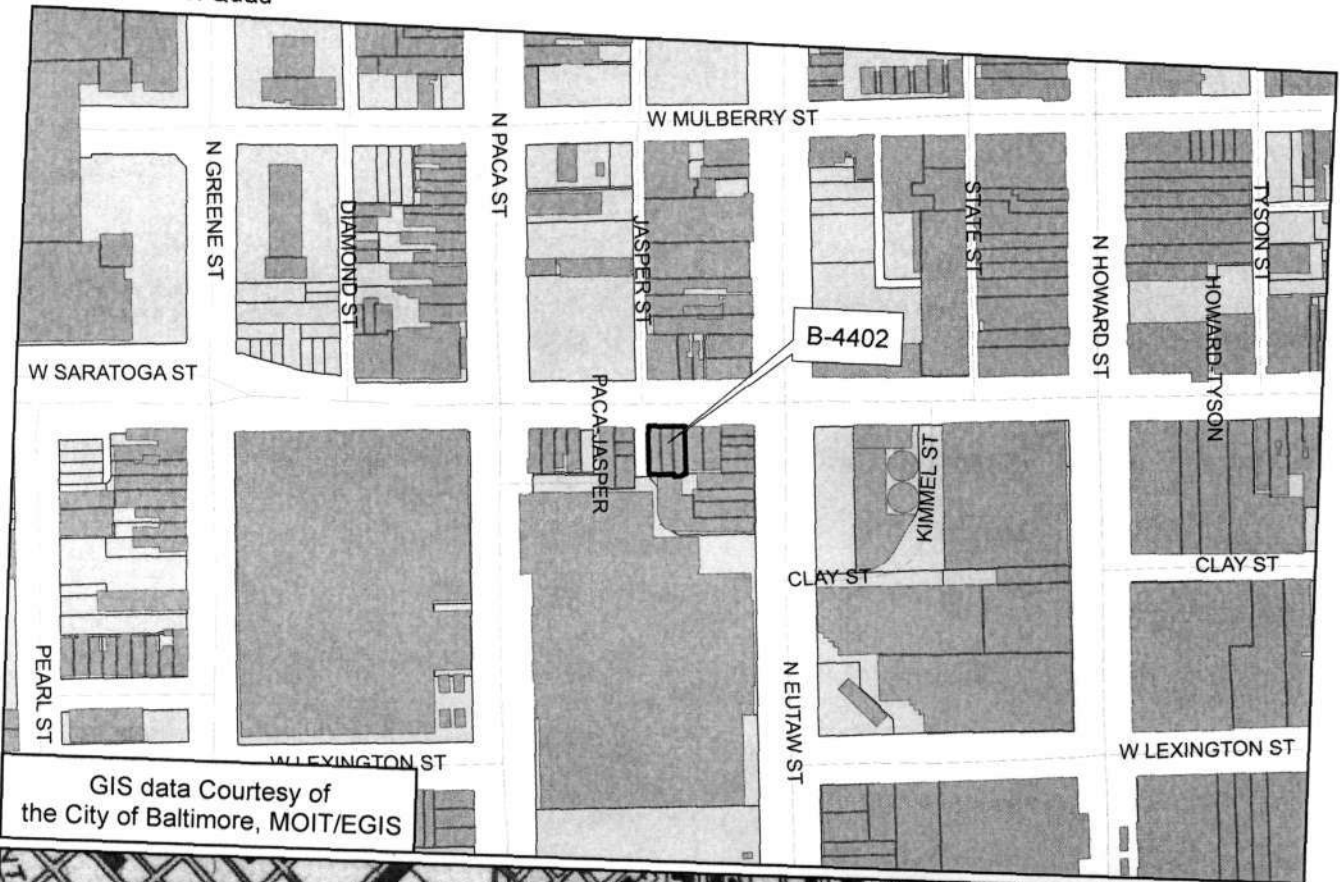 Quad
W MULBERRY ST
N PACA ST
N GREENE ST
DIAMOND ST
JASPER ST
STATE ST
N HOWARD ST
TYSON ST
HOWARD-TYSON
B-4402
W SARATOGA ST
PACA-JASPER
KIMMEL ST
CLAY ST
CLAY ST
PEARL ST
N EUTAW ST
W LEXINGTON ST
W LEXINGTON ST
GIS data Courtesy of
the City of Baltimore, MOIT/EGIS